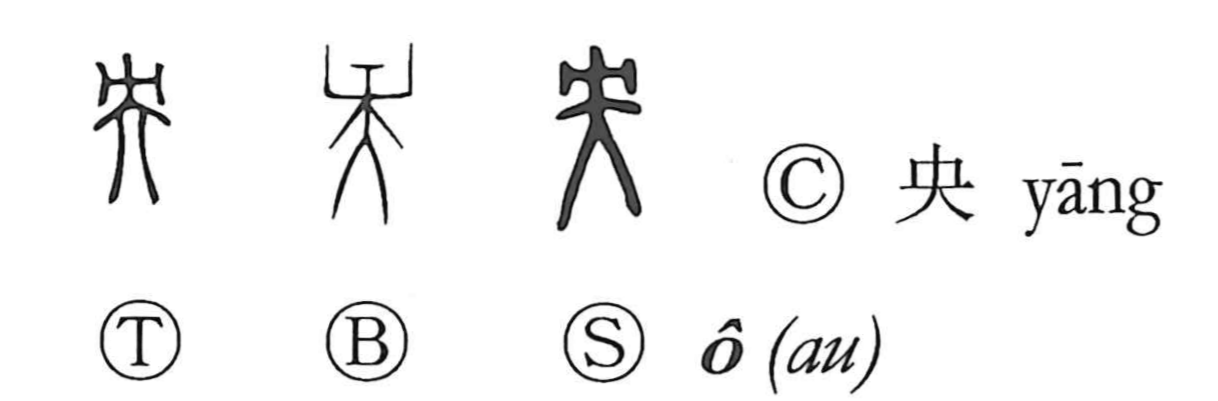 Ⓒ 央 yāng
Ⓣ Ⓑ Ⓢ ô (au)